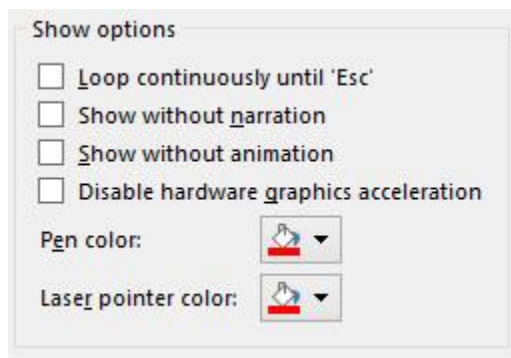 Show options
Loop continuously until 'Esc'
Show without narration
Show without animation
Disable hardware graphics acceleration
Pen color:
Laser pointer color: